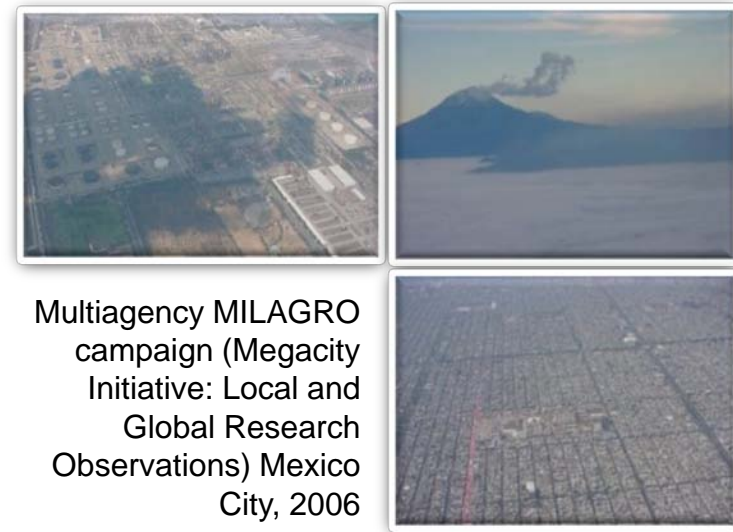 Multiagency MILAGRO
campaign (Megacity
Initiative: Local and
Global Research
Observations) Mexico
City, 2006